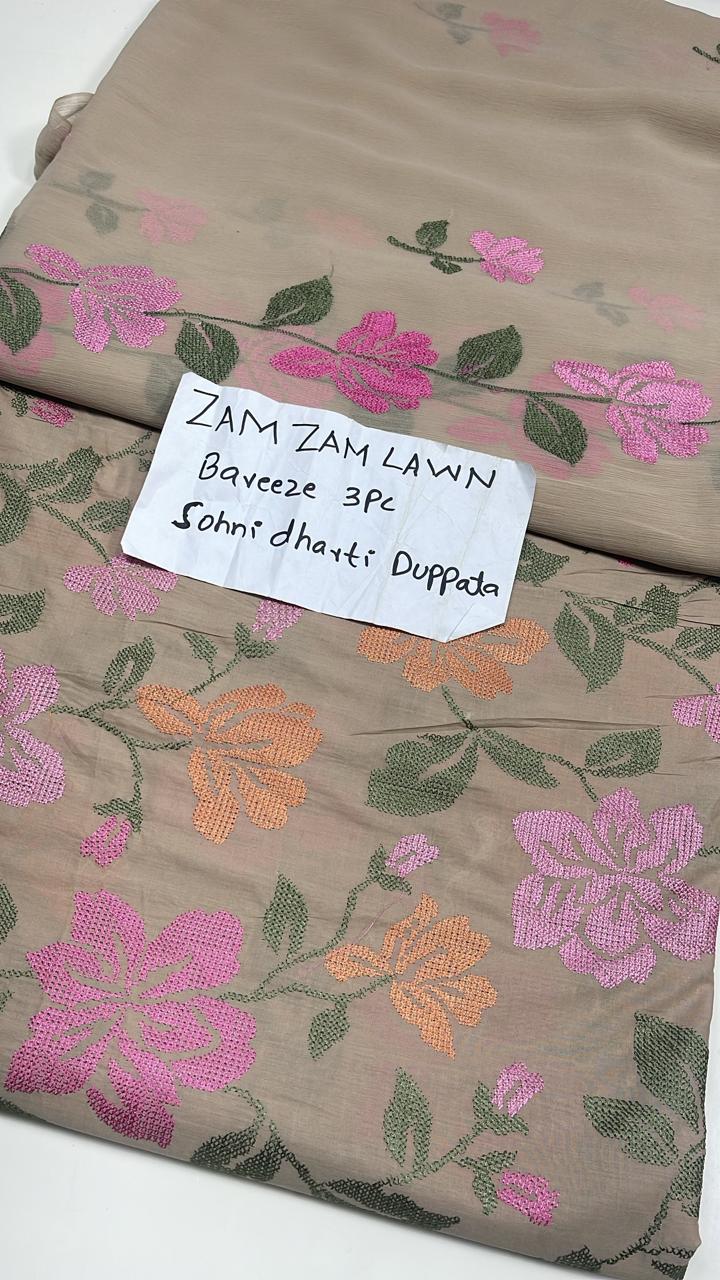 ZAM ZAM LAWN
Baveeze 3Pc
Sohni dharti Duppata